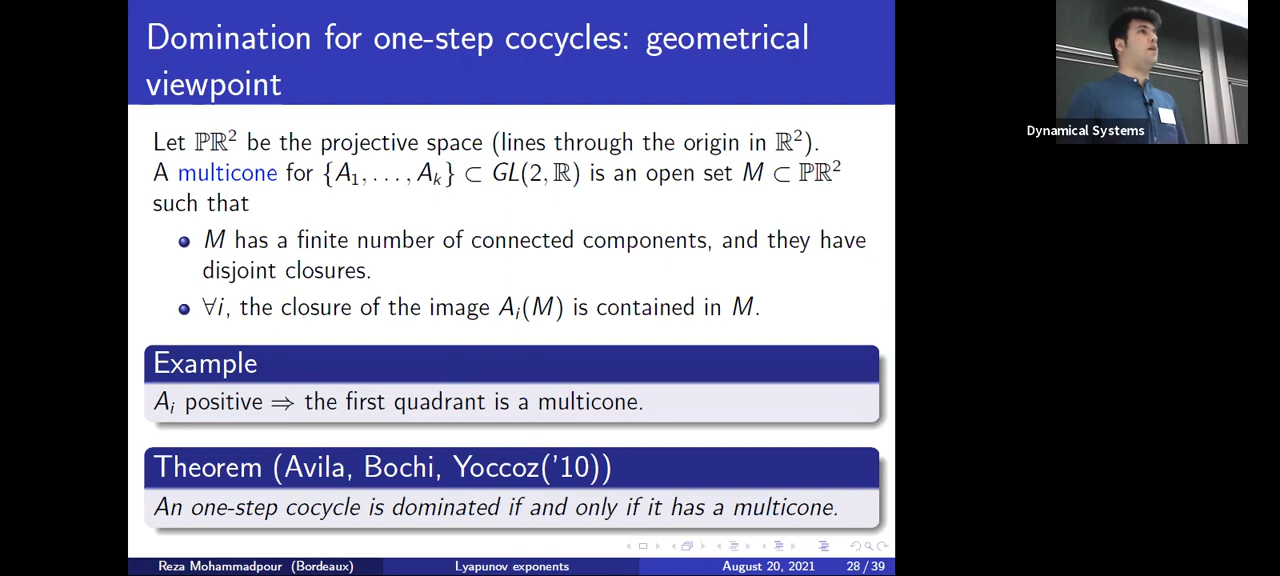 Domination for one-step cocycles: geometrical
viewpoint
Let ℙℝ² be the projective space (lines through the origin in ℝ²).
A multicone for {A₁, . . . , Aₖ} ⊂ GL(2, ℝ) is an open set M ⊂ ℙℝ²
such that
M has a finite number of connected components, and they have
disjoint closures.
∀i, the closure of the image Aᵢ(M) is contained in M.
Example
Aᵢ positive ⇒ the first quadrant is a multicone.
Theorem (Avila, Bochi, Yoccoz('10))
An one-step cocycle is dominated if and only if it has a multicone.
Reza Mohammadpour (Bordeaux) Lyapunov exponents August 20, 2021 28 / 39
Dynamical Systems